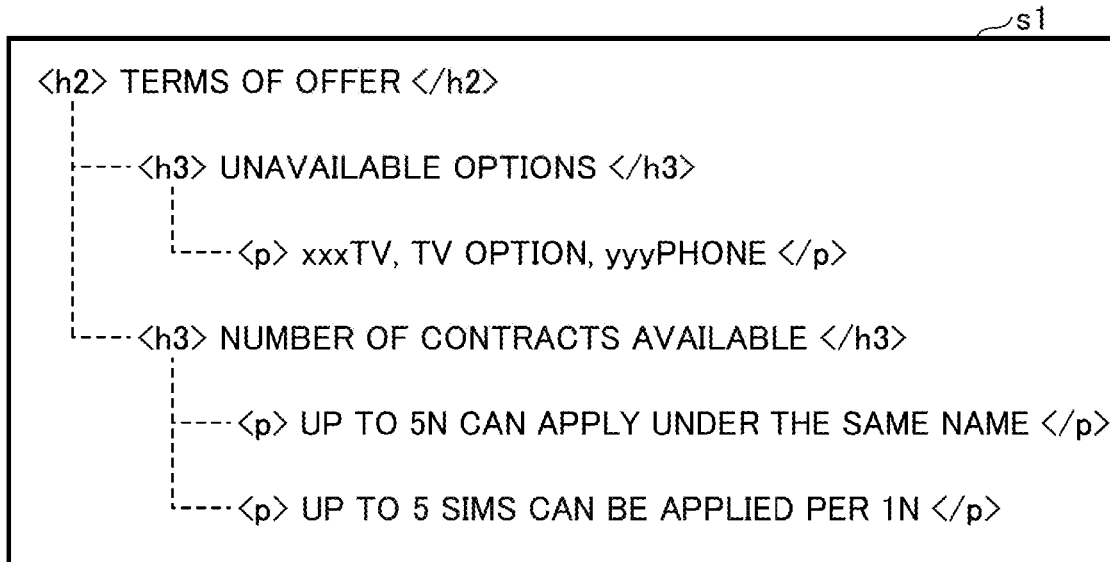 s1
<h2> TERMS OF OFFER </h2>
<h3> UNAVAILABLE OPTIONS </h3>
<p> xxxTV, TV OPTION, yyyPHONE </p>
<h3> NUMBER OF CONTRACTS AVAILABLE </h3>
<p> UP TO 5N CAN APPLY UNDER THE SAME NAME </p>
<p> UP TO 5 SIMS CAN BE APPLIED PER 1N </p>